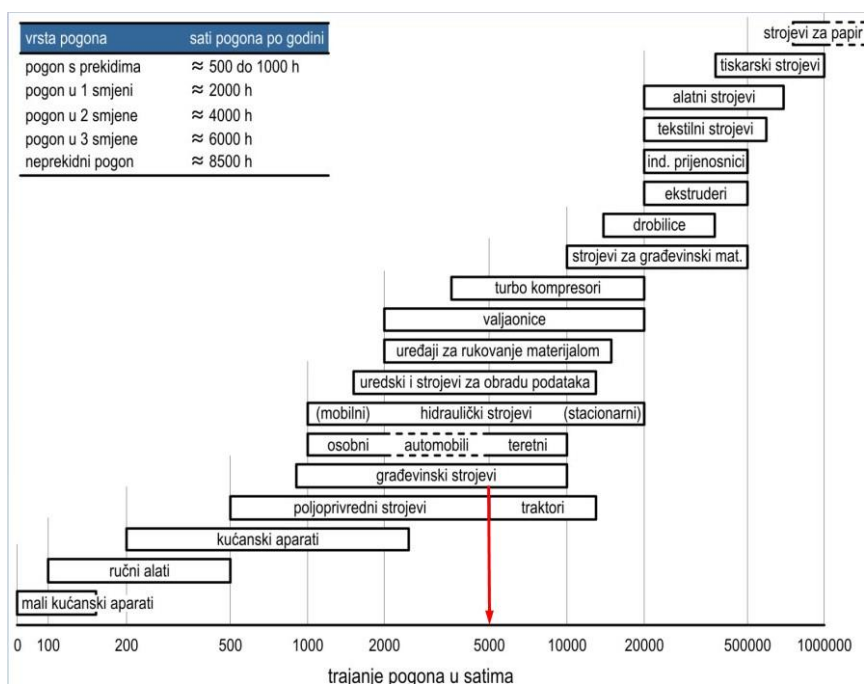 vrsta pogona sati pogona po godini
pogon s prekidima ≈ 500 do 1000 h
pogon u 1 smjeni ≈ 2000 h
pogon u 2 smjene ≈ 4000 h
pogon u 3 smjene ≈ 6000 h
neprekidni pogon ≈ 8500 h
strojevi za papir
tiskarski strojevi
alatni strojevi
tekstilni strojevi
ind. prijenosnici
ekstruderi
drobilice
strojevi za građevinski mat.
turbo kompresori
valjaonice
uređaji za rukovanje materijalom
uredski i strojevi za obradu podataka
(mobilni) hidraulički strojevi (stacionarni)
osobni automobili teretni
građevinski strojevi
poljoprivredni strojevi traktori
kućanski aparati
ručni alati
mali kućanski aparati
0 100 200 500 1000 2000 5000 10000 20000 500000 1000000
trajanje pogona u satima